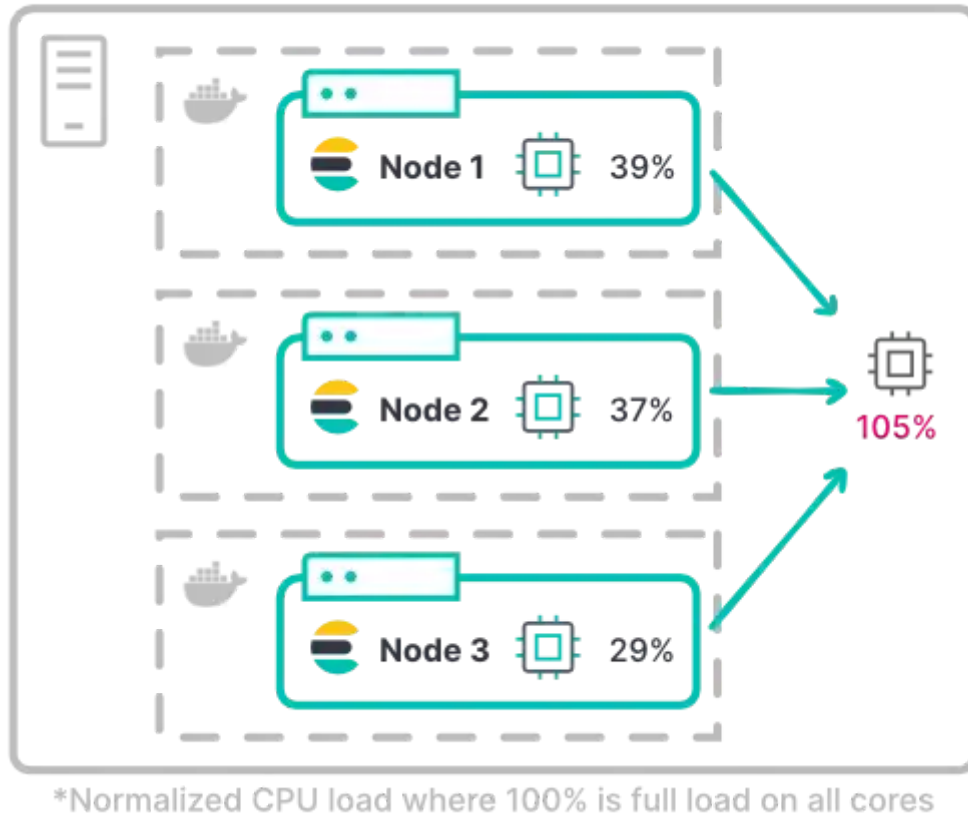 Node 1 39%
Node 2 37%
105%
Node 3 29%
*Normalized CPU load where 100% is full load on all cores